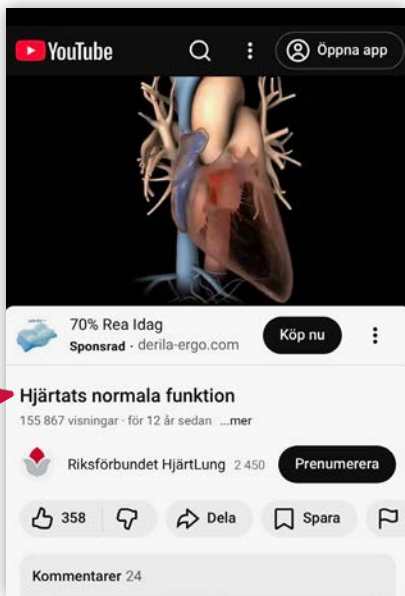 YouTube
Öppna app
70% Rea Idag
Sponsrad · derila-ergo.com
Köp nu
Hjärtats normala funktion
155 867 visningar · för 12 år sedan ...mer
Riksförbundet HjärtLung 2 450
Prenumerera
358
Dela
Spara
Kommentarer 24